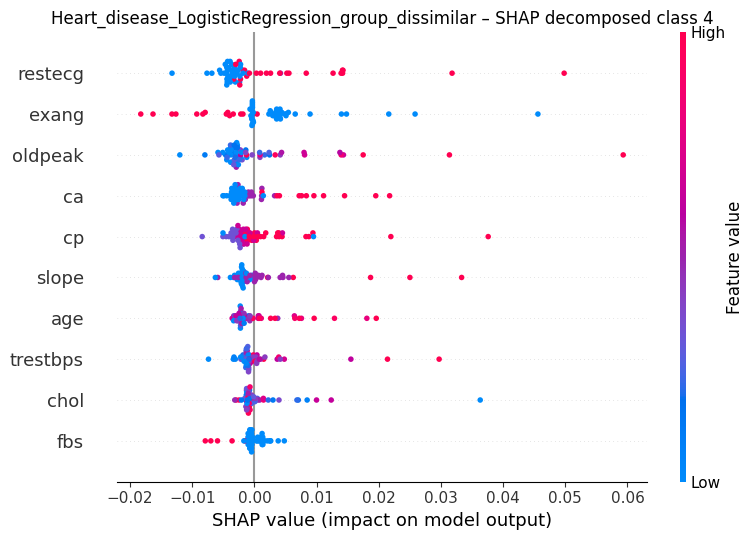 Heart_disease_LogisticRegression_group_dissimilar – SHAP decomposed class 4
High
restecg
exang
oldpeak
ca
cp
slope
age
trestbps
chol
fbs
Feature value
Low
−0.02 −0.01 0.00 0.01 0.02 0.03 0.04 0.05 0.06
SHAP value (impact on model output)